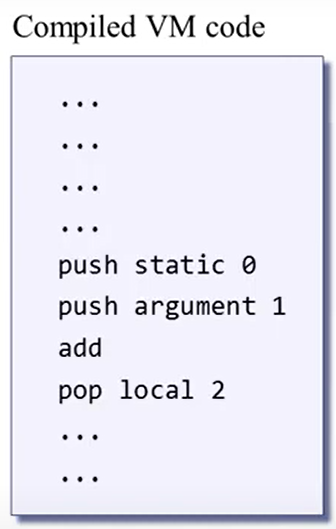 Compiled VM code
...
...
...
...
push static 0
push argument 1
add
pop local 2
...
...